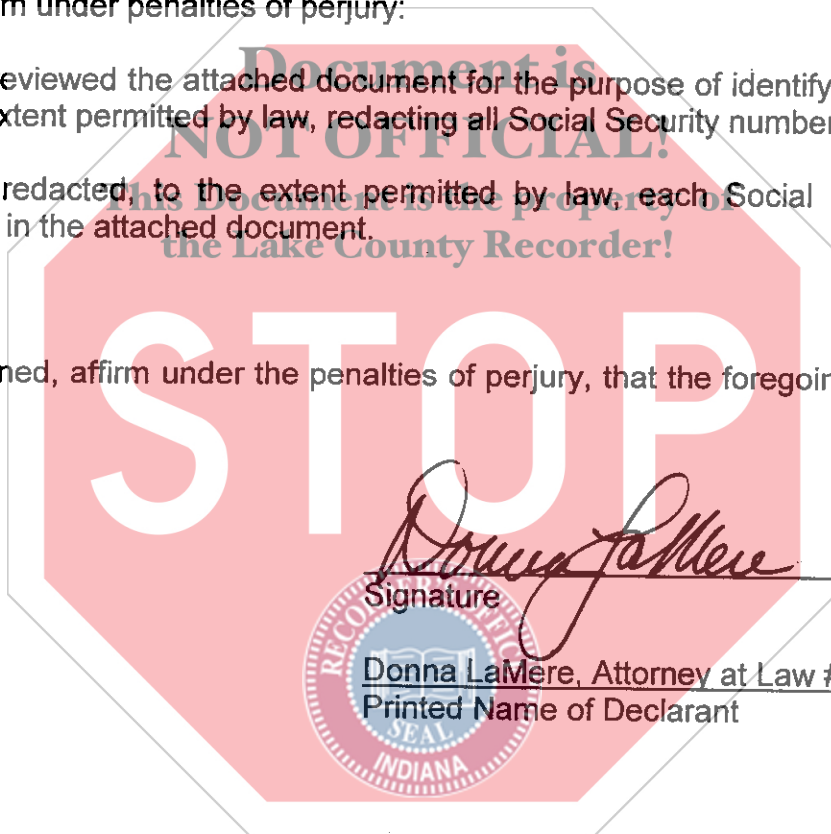 m under penalties of perjury:
Document is
eviewed the attached document for the purpose of identify
xtent permitted by law, redacting all Social Security number
NOT OFFICIAL!
redacted, to the extent permitted by law, each Social
This Document is the property of
in the attached document.
the Lake County Recorder!
STOP
ned, affirm under the penalties of perjury, that the foregoin
Donna LaMere
Signature
RECORDER'S OFFICE
Donna LaMere, Attorney at Law #
Printed Name of Declarant
SEAL
INDIANA